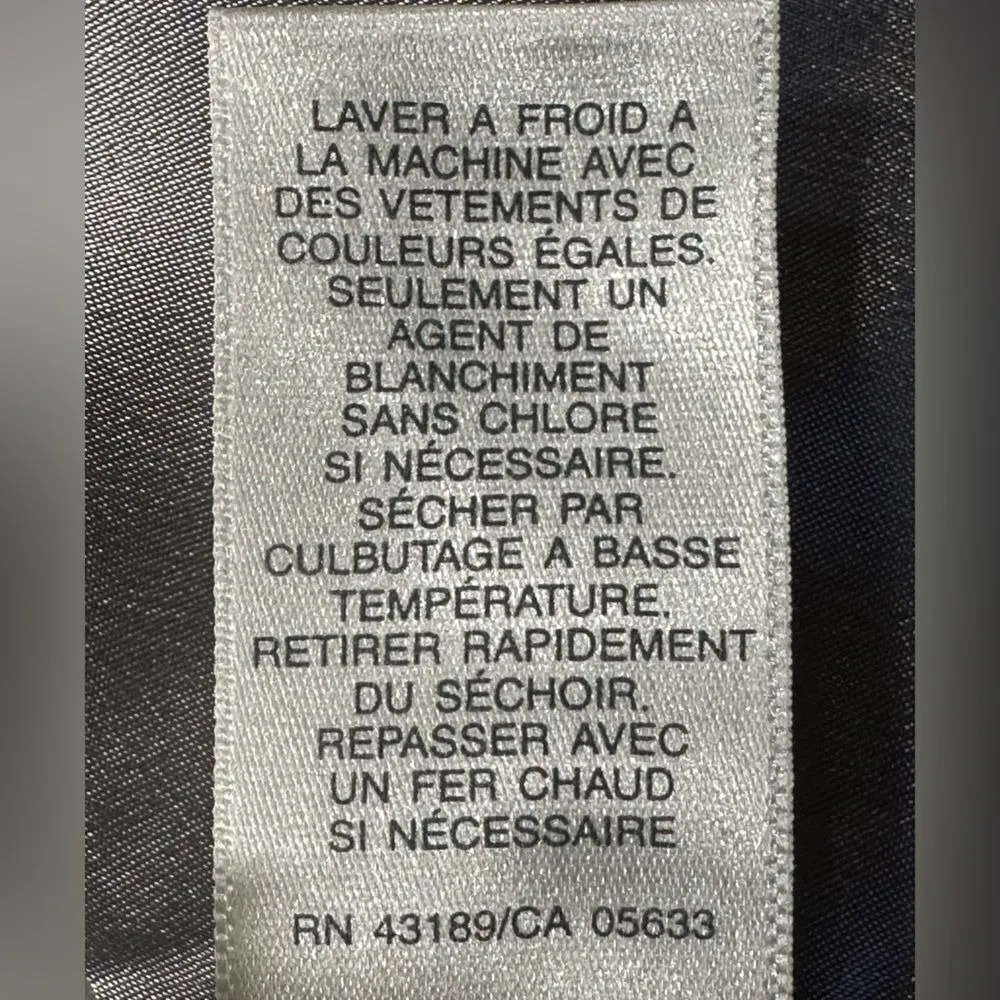 LAVER A FROID A
LA MACHINE AVEC
DES VETEMENTS DE
COULEURS ÉGALES.
SEULEMENT UN
AGENT DE
BLANCHIMENT
SANS CHLORE
SI NÉCESSAIRE.
SÉCHER PAR
CULBUTAGE A BASSE
TEMPÉRATURE.
RETIRER RAPIDEMENT
DU SÉCHOIR.
REPASSER AVEC
UN FER CHAUD
SI NÉCESSAIRE
RN 43189/CA 05633